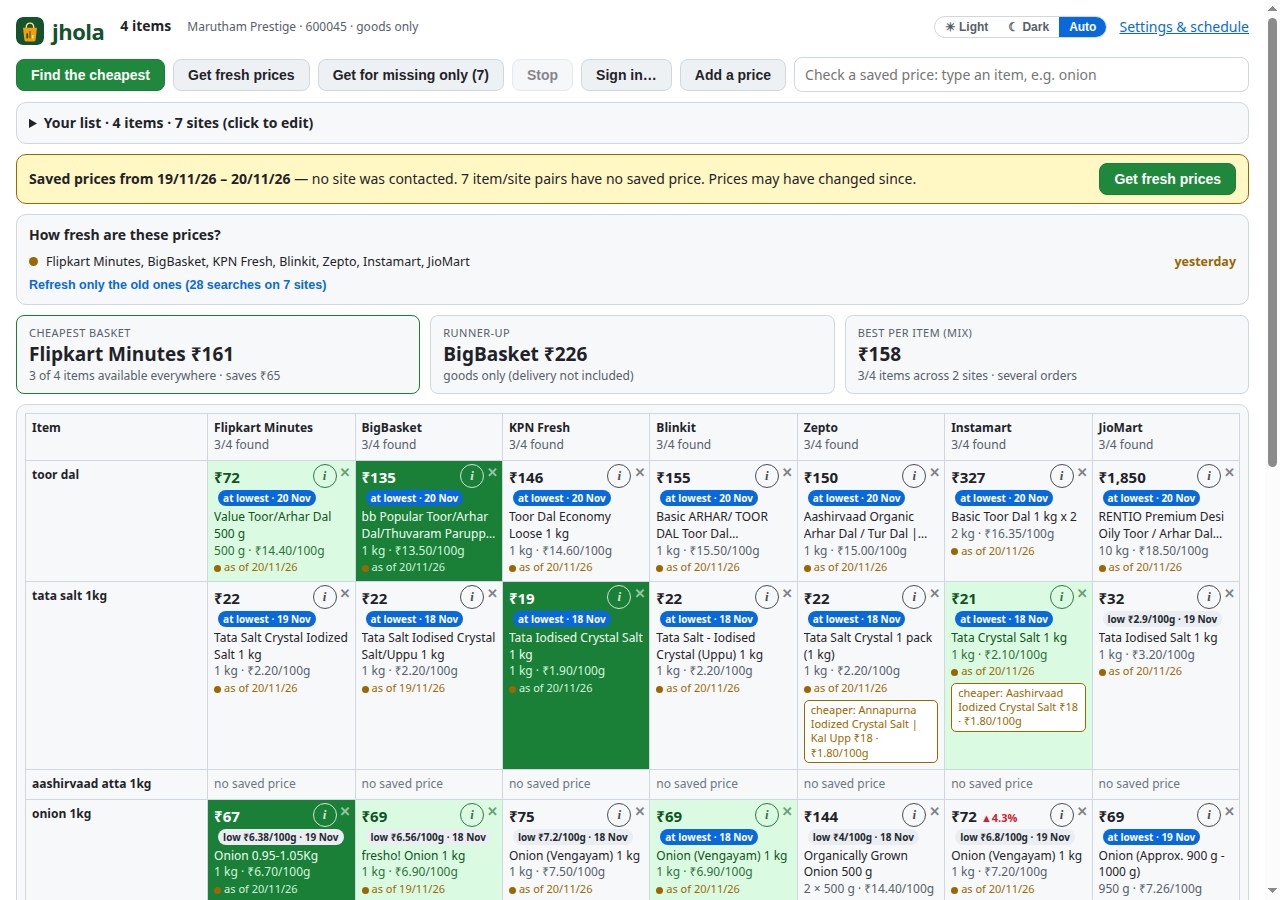 jhola 4 items Marutham Prestige · 600045 · goods only ☀ Light ☾ Dark Auto Settings & schedule
Find the cheapest Get fresh prices Get for missing only (7) Stop Sign in… Add a price Check a saved price: type an item, e.g. onion
▶ Your list · 4 items · 7 sites (click to edit)
Saved prices from 19/11/26 – 20/11/26 — no site was contacted. 7 item/site pairs have no saved price. Prices may have changed since. Get fresh prices
How fresh are these prices?
Flipkart Minutes, BigBasket, KPN Fresh, Blinkit, Zepto, Instamart, JioMart yesterday
Refresh only the old ones (28 searches on 7 sites)
CHEAPEST BASKET
Flipkart Minutes ₹161
3 of 4 items available everywhere · saves ₹65
RUNNER-UP
BigBasket ₹226
goods only (delivery not included)
BEST PER ITEM (MIX)
₹158
3/4 items across 2 sites · several orders
Item
Flipkart Minutes
3/4 found
BigBasket
3/4 found
KPN Fresh
3/4 found
Blinkit
3/4 found
Zepto
3/4 found
Instamart
3/4 found
JioMart
3/4 found
toor dal
₹72 i ×
at lowest · 20 Nov
Value Toor/Arhar Dal
500 g
500 g · ₹14.40/100g
as of 20/11/26
₹135 i ×
at lowest · 20 Nov
bb Popular Toor/Arhar
Dal/Thuvaram Parupp...
1 kg · ₹13.50/100g
as of 20/11/26
₹146 i ×
at lowest · 20 Nov
Toor Dal Economy
Loose 1 kg
1 kg · ₹14.60/100g
as of 20/11/26
₹155 i ×
at lowest · 20 Nov
Basic ARHAR/ TOOR
DAL Toor Dal...
1 kg · ₹15.50/100g
as of 20/11/26
₹150 i ×
at lowest · 20 Nov
Aashirvaad Organic
Arhar Dal / Tur Dal |...
1 kg · ₹15.00/100g
as of 20/11/26
₹327 i ×
at lowest · 20 Nov
Basic Toor Dal 1 kg x 2
2 kg · ₹16.35/100g
as of 20/11/26
₹1,850 i ×
at lowest · 20 Nov
RENTIO Premium Desi
Oily Toor / Arhar Dal...
10 kg · ₹18.50/100g
as of 20/11/26
tata salt 1kg
₹22 i ×
at lowest · 19 Nov
Tata Salt Crystal Iodized
Salt 1 kg
1 kg · ₹2.20/100g
as of 20/11/26
₹22 i ×
at lowest · 18 Nov
Tata Salt Iodised Crystal
Salt/Uppu 1 kg
1 kg · ₹2.20/100g
as of 19/11/26
₹19 i ×
at lowest · 18 Nov
Tata Iodised Crystal Salt
1 kg
1 kg · ₹1.90/100g
as of 20/11/26
₹22 i ×
at lowest · 18 Nov
Tata Salt - Iodised
Crystal (Uppu) 1 kg
1 kg · ₹2.20/100g
as of 20/11/26
₹22 i ×
at lowest · 18 Nov
Tata Salt Crystal 1 pack
(1 kg)
1 kg · ₹2.20/100g
as of 20/11/26
cheaper: Annapurna
Iodized Crystal Salt |
Kal Upp ₹18 ·
₹1.80/100g
₹21 i ×
at lowest · 18 Nov
Tata Crystal Salt 1 kg
1 kg · ₹2.10/100g
as of 20/11/26
cheaper: Aashirvaad
Iodized Crystal Salt ₹18
· ₹1.80/100g
₹32 i ×
low ₹2.9/100g · 19 Nov
Tata Iodised Salt 1 kg
1 kg · ₹3.20/100g
as of 20/11/26
aashirvaad atta 1kg
no saved price
no saved price
no saved price
no saved price
no saved price
no saved price
no saved price
onion 1kg
₹67 i ×
low ₹6.38/100g · 19 Nov
Onion 0.95-1.05Kg
1 kg · ₹6.70/100g
as of 20/11/26
₹69 i ×
low ₹6.56/100g · 18 Nov
fresho! Onion 1 kg
1 kg · ₹6.90/100g
as of 19/11/26
₹75 i ×
low ₹7.2/100g · 18 Nov
Onion (Vengayam) 1 kg
1 kg · ₹7.50/100g
as of 20/11/26
₹69 i ×
at lowest · 18 Nov
Onion (Vengayam) 1 kg
1 kg · ₹6.90/100g
as of 20/11/26
₹144 i ×
low ₹4/100g · 18 Nov
Organically Grown
Onion 500 g
2 × 500 g · ₹14.40/100g
₹72 ▲4.3% i ×
low ₹6.8/100g · 19 Nov
Onion (Vengayam) 1 kg
1 kg · ₹7.20/100g
as of 20/11/26
₹69 i ×
at lowest · 19 Nov
Onion (Approx. 900 g -
1000 g)
950 g · ₹7.26/100g